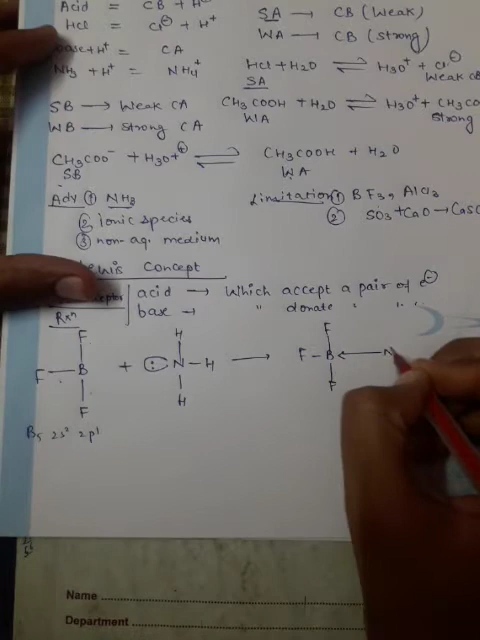 Acid = CB + H⁺
HCl = Cl⊖ + H⁺
base + H⁺ = CA
NH₃ + H⁺ = NH₄⁺
SA → CB (Weak)
WA → CB (strong)
HCl + H2O ⇌ H3O⁺ + Cl⊖
SA Weak CB
SB → Weak CA
WB → strong CA
CH3COOH + H2O ⇌ H3O⁺ + CH3CO
WA Strong
CH3COO⁻ + H3O⁺ ⇌ CH3COOH + H2O
SB WA
Adv ① NH3
② ionic species
③ non-aq. medium
Limitation ① BF3, AlCl3
② SO3 + CaO → CaSO
Lewis Concept
acid → Which accept a pair of e⊖
base → " donate " " "
Rxⁿ
F H F
F - B + : N - H → F - B ← N
F H F
B5 2s² 2p¹
Name
Department